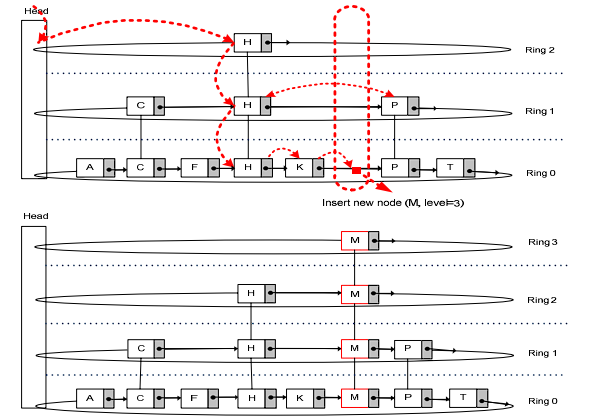 Head
H
Ring 2
C H P
Ring 1
A C F H K P T
Ring 0
Insert new node (M, level=3)
Head
M
Ring 3
H M
Ring 2
C H M P
Ring 1
A C F H K M P T
Ring 0